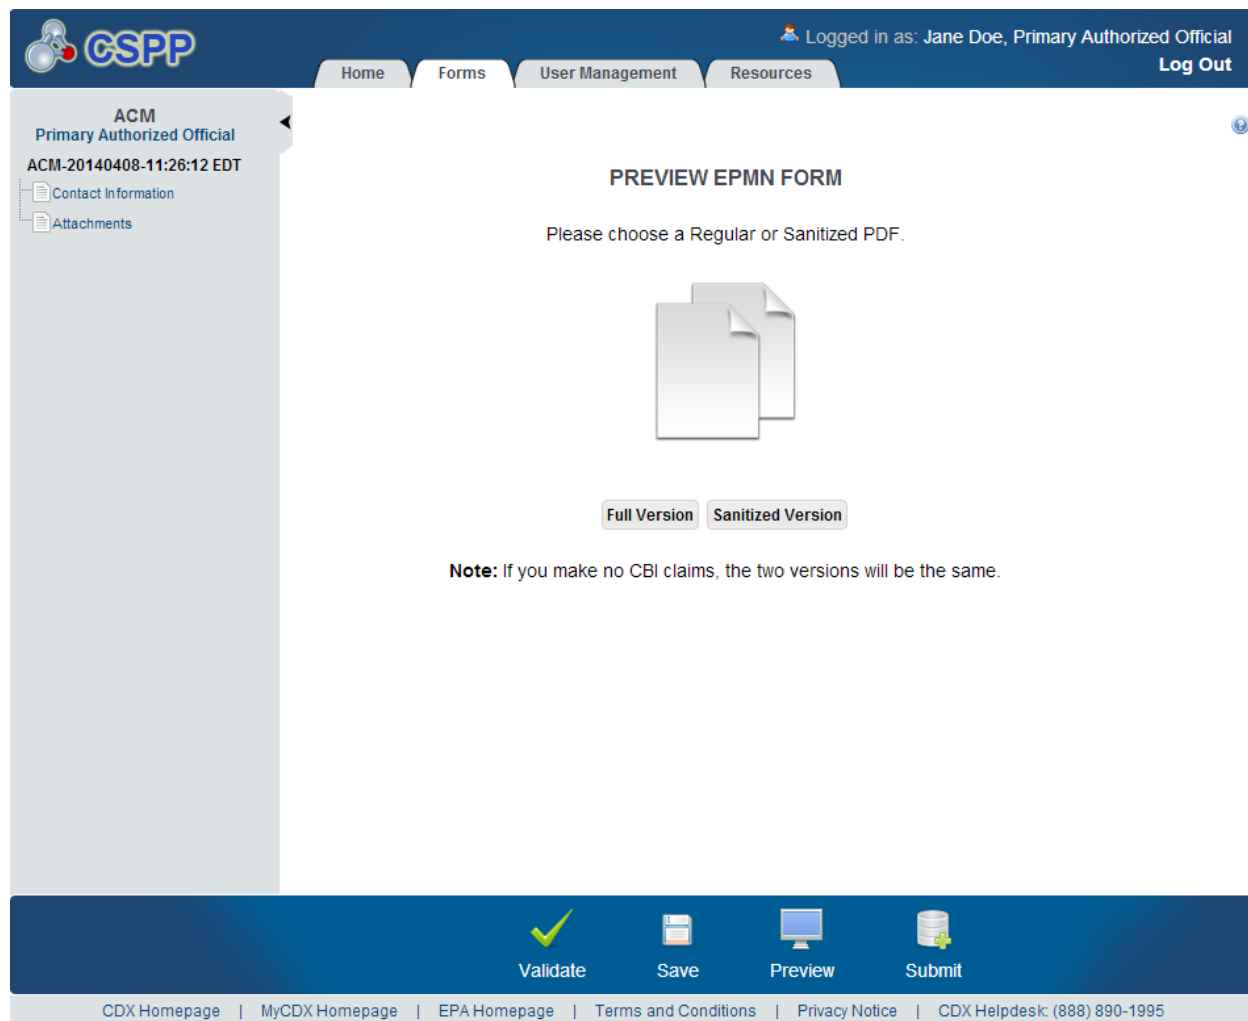 CSPP
Logged in as: Jane Doe, Primary Authorized Official
Log Out
Home Forms User Management Resources
ACM
Primary Authorized Official
ACM-20140408-11:26:12 EDT
Contact Information
Attachments
PREVIEW EPMN FORM
Please choose a Regular or Sanitized PDF.
Full Version Sanitized Version
Note: If you make no CBI claims, the two versions will be the same.
Validate Save Preview Submit
CDX Homepage | MyCDX Homepage | EPA Homepage | Terms and Conditions | Privacy Notice | CDX Helpdesk: (888) 890-1995